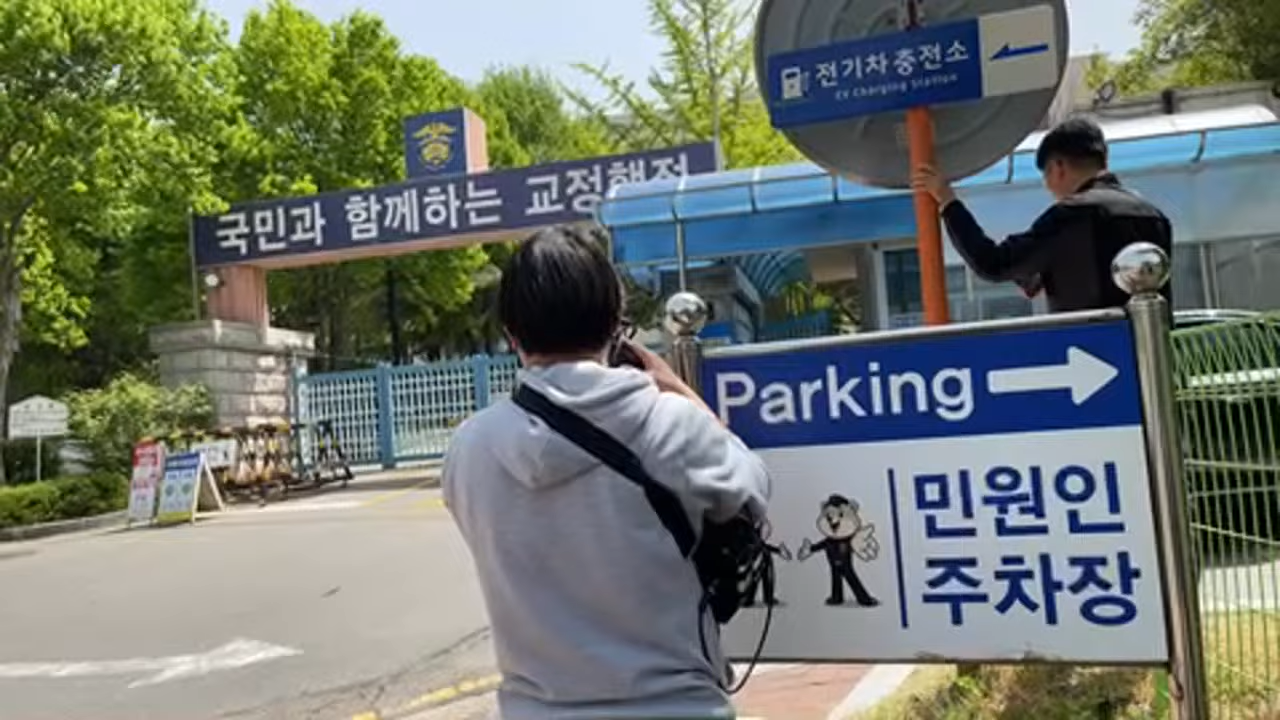 전기차 충전소
EV Charging Station
국민과 함께하는 교정행정
Parking
민원인
주차장